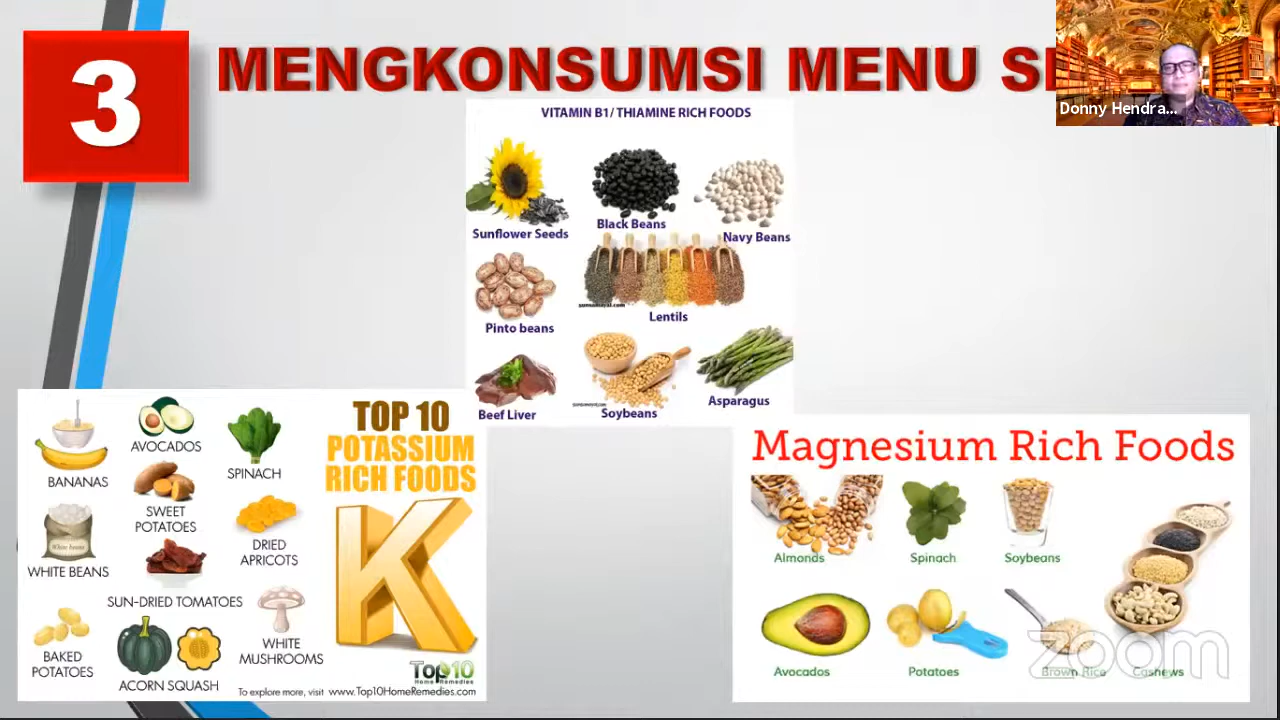 3
MENGKONSUMSI MENU
Donny Hendra...
VITAMIN B1/ THIAMINE RICH FOODS
Sunflower Seeds
Black Beans
Navy Beans
Pinto beans
Lentils
Beef Liver
Soybeans
Asparagus
TOP 10
POTASSIUM
RICH FOODS
K
BANANAS
AVOCADOS
SPINACH
SWEET
POTATOES
White beans
WHITE BEANS
DRIED
APRICOTS
SUN-DRIED TOMATOES
WHITE
MUSHROOMS
BAKED
POTATOES
ACORN SQUASH
Top10
Home Remedies
To explore more, visit www.Top10HomeRemedies.com
Magnesium Rich Foods
Almonds
Spinach
Soybeans
Avocados
Potatoes
Brown Rice
Cashews
zoom